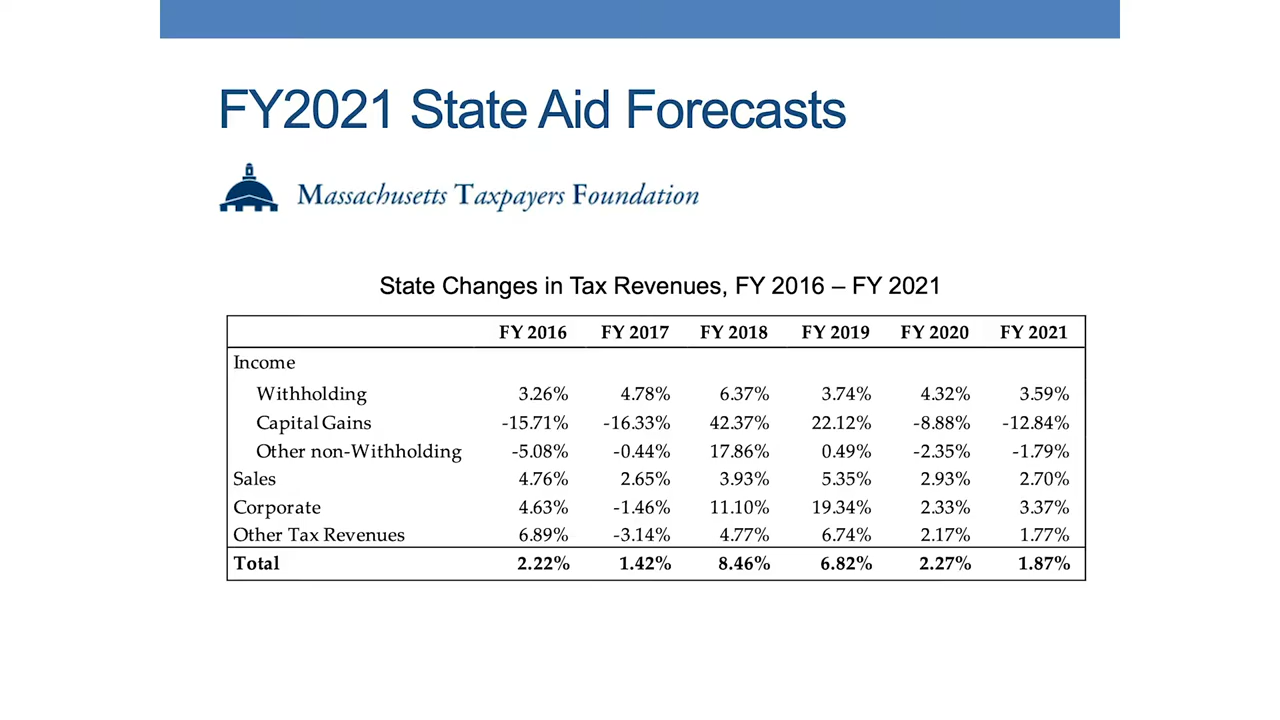 FY2021 State Aid Forecasts
Massachusetts Taxpayers Foundation
State Changes in Tax Revenues, FY 2016 – FY 2021
FY 2016 FY 2017 FY 2018 FY 2019 FY 2020 FY 2021
Income
Withholding 3.26% 4.78% 6.37% 3.74% 4.32% 3.59%
Capital Gains -15.71% -16.33% 42.37% 22.12% -8.88% -12.84%
Other non-Withholding -5.08% -0.44% 17.86% 0.49% -2.35% -1.79%
Sales 4.76% 2.65% 3.93% 5.35% 2.93% 2.70%
Corporate 4.63% -1.46% 11.10% 19.34% 2.33% 3.37%
Other Tax Revenues 6.89% -3.14% 4.77% 6.74% 2.17% 1.77%
Total 2.22% 1.42% 8.46% 6.82% 2.27% 1.87%